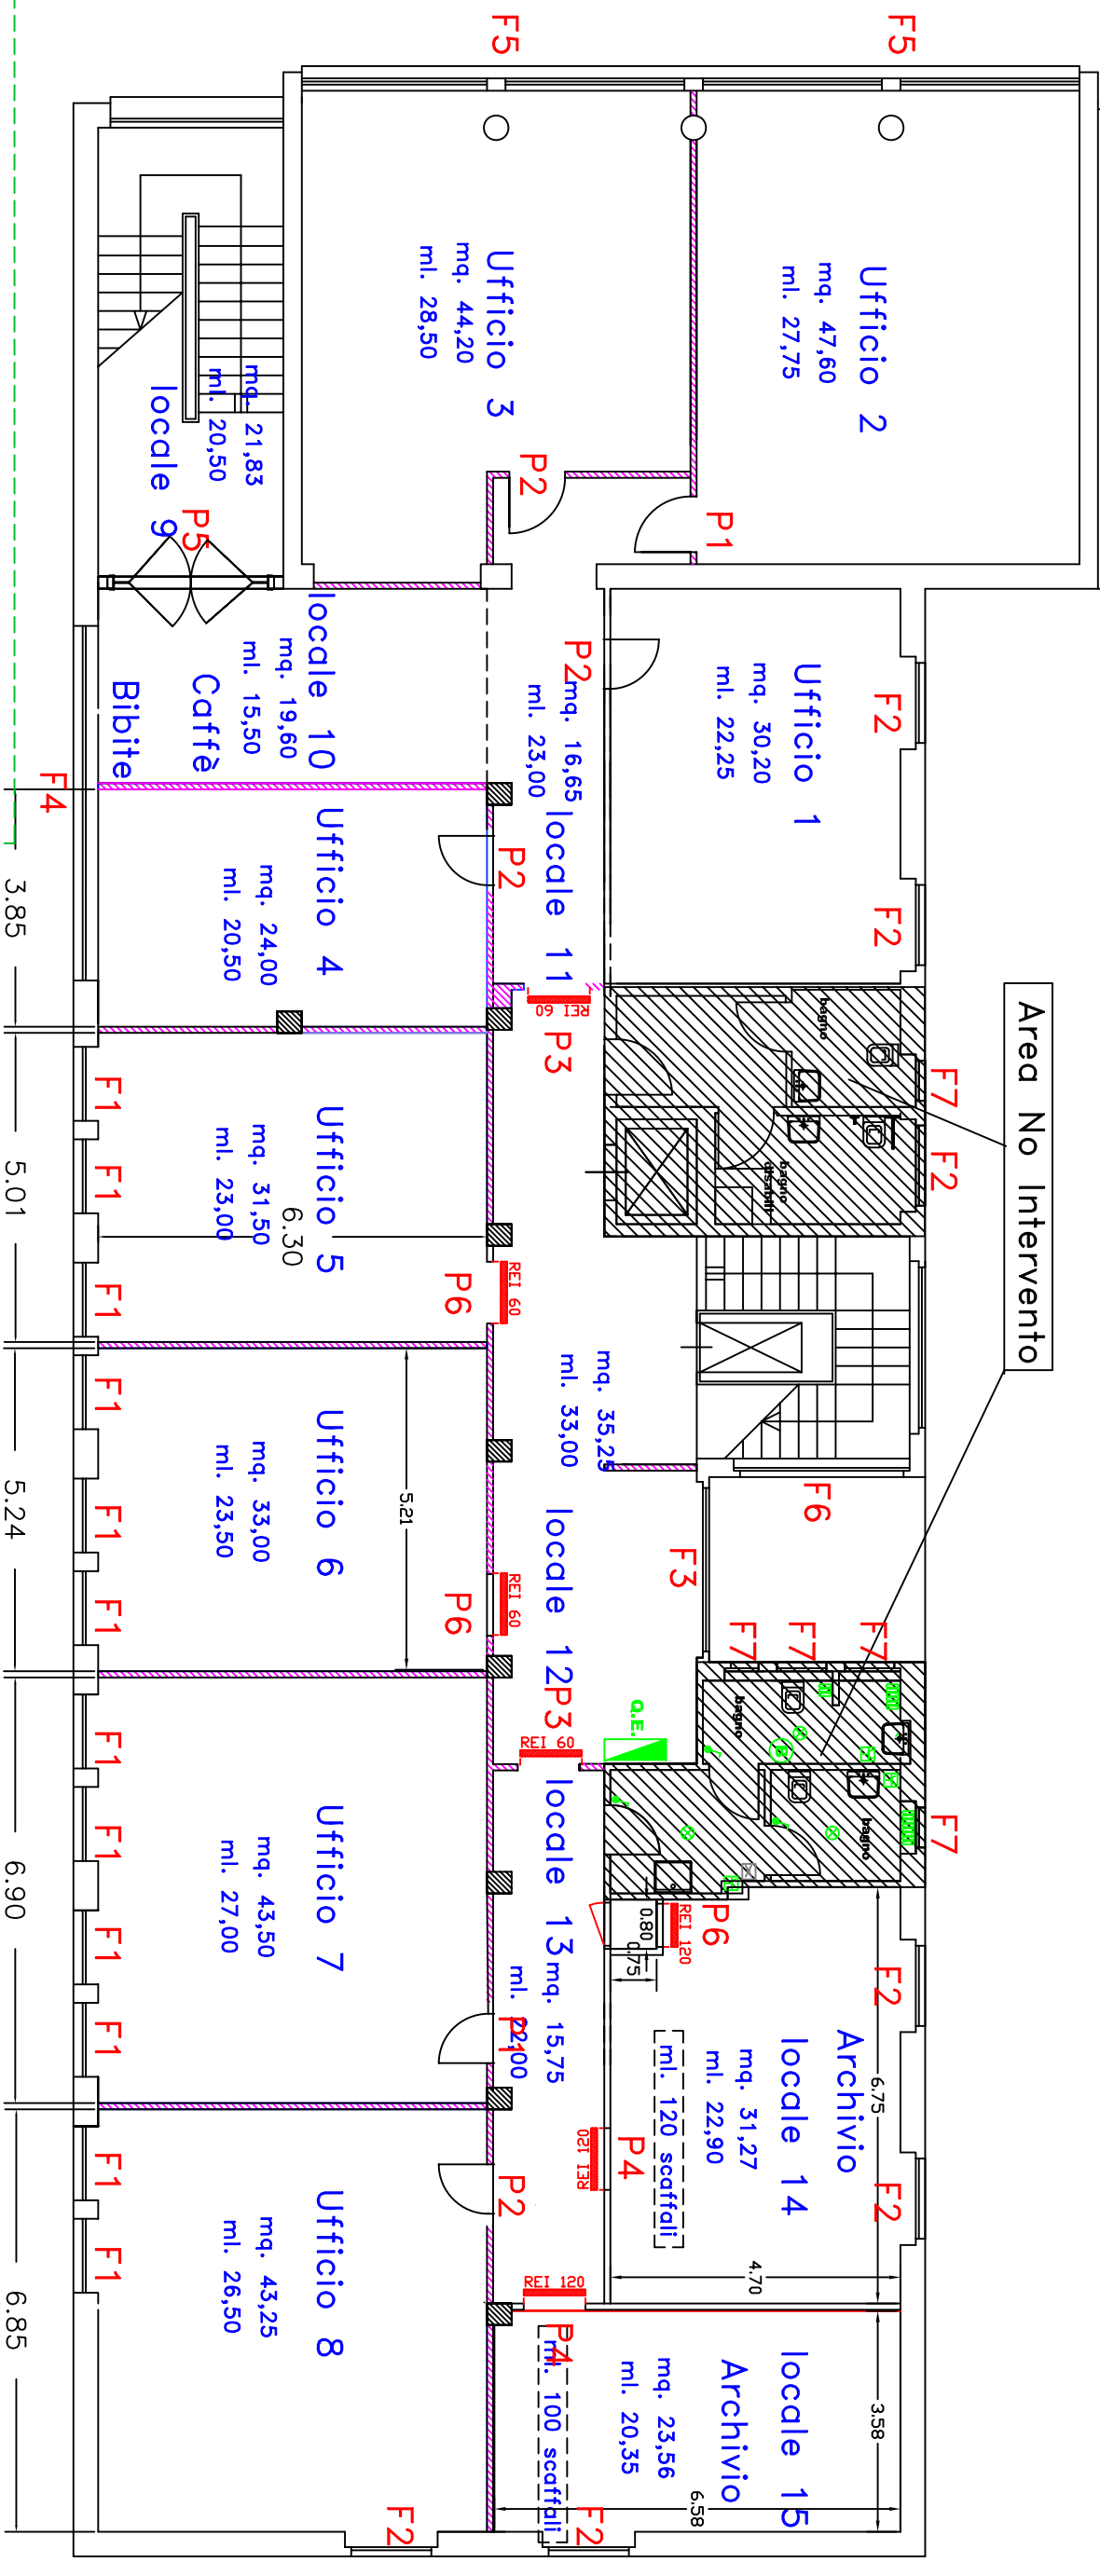 F5
F5
Ufficio 2
mq. 47,60
ml. 27,75
Ufficio 3
mq. 44,20
ml. 28,50
mq. 21,83
ml. 20,50
locale 9
P5
P2
P1
locale 10
mq. 19,60
ml. 15,50
Caffè
Bibite
F4
P2
mq. 16,65
ml. 23,00
locale 11
Ufficio 1
mq. 30,20
ml. 22,25
F2
F2
Ufficio 4
mq. 24,00
ml. 20,50
P2
3.85
REI 60
P3
Area No Intervento
bagno
bagno
disabili
F7
F2
Ufficio 5
mq. 31,50
ml. 23,00
6.30
F1
F1
F1
5.01
P6
REI 60
mq. 35,25
ml. 33,00
locale 12
F6
F3
Ufficio 6
mq. 33,00
ml. 23,50
5.21
F1
F1
F1
5.24
P6
REI 60
P3
REI 60
Q.E.
F7
F7
F7
bagno
bagno
F7
Ufficio 7
mq. 43,50
ml. 27,00
F1
F1
F1
F1
6.90
locale 13
mq. 15,75
ml. 22,00
P1
P6
REI 120
0.80
0.75
Archivio
locale 14
mq. 31,27
ml. 22,90
ml. 120 scaffali
6.75
4.70
F2
F2
P4
REI 120
P2
Ufficio 8
mq. 43,25
ml. 26,50
F1
F1
6.85
REI 120
P4
locale 15
Archivio
mq. 23,56
ml. 20,35
ml. 100 scaffali
3.58
6.58
F2
F2